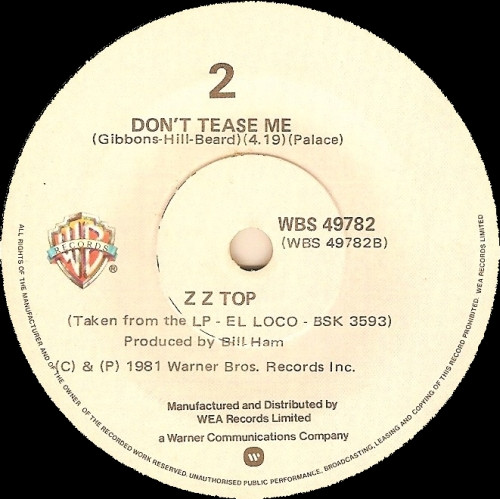 2
DON'T TEASE ME
(Gibbons-Hill-Beard)(4.19)(Palace)
WBS 49782
(WBS 49782B)
RECORDS
®
Z Z TOP
(Taken from the LP - EL LOCO - BSK 3593)
Produced by Bill Ham
(C) & (P) 1981 Warner Bros. Records Inc.
Manufactured and Distributed by
WEA Records Limited
a Warner Communications Company
ALL RIGHTS OF THE MANUFACTURER AND OF THE OWNER OF THE RECORDED WORK RESERVED. UNAUTHORISED PUBLIC PERFORMANCE, BROADCASTING, LEASING AND COPYING OF THIS RECORD PROHIBITED. WEA RECORDS LIMITED